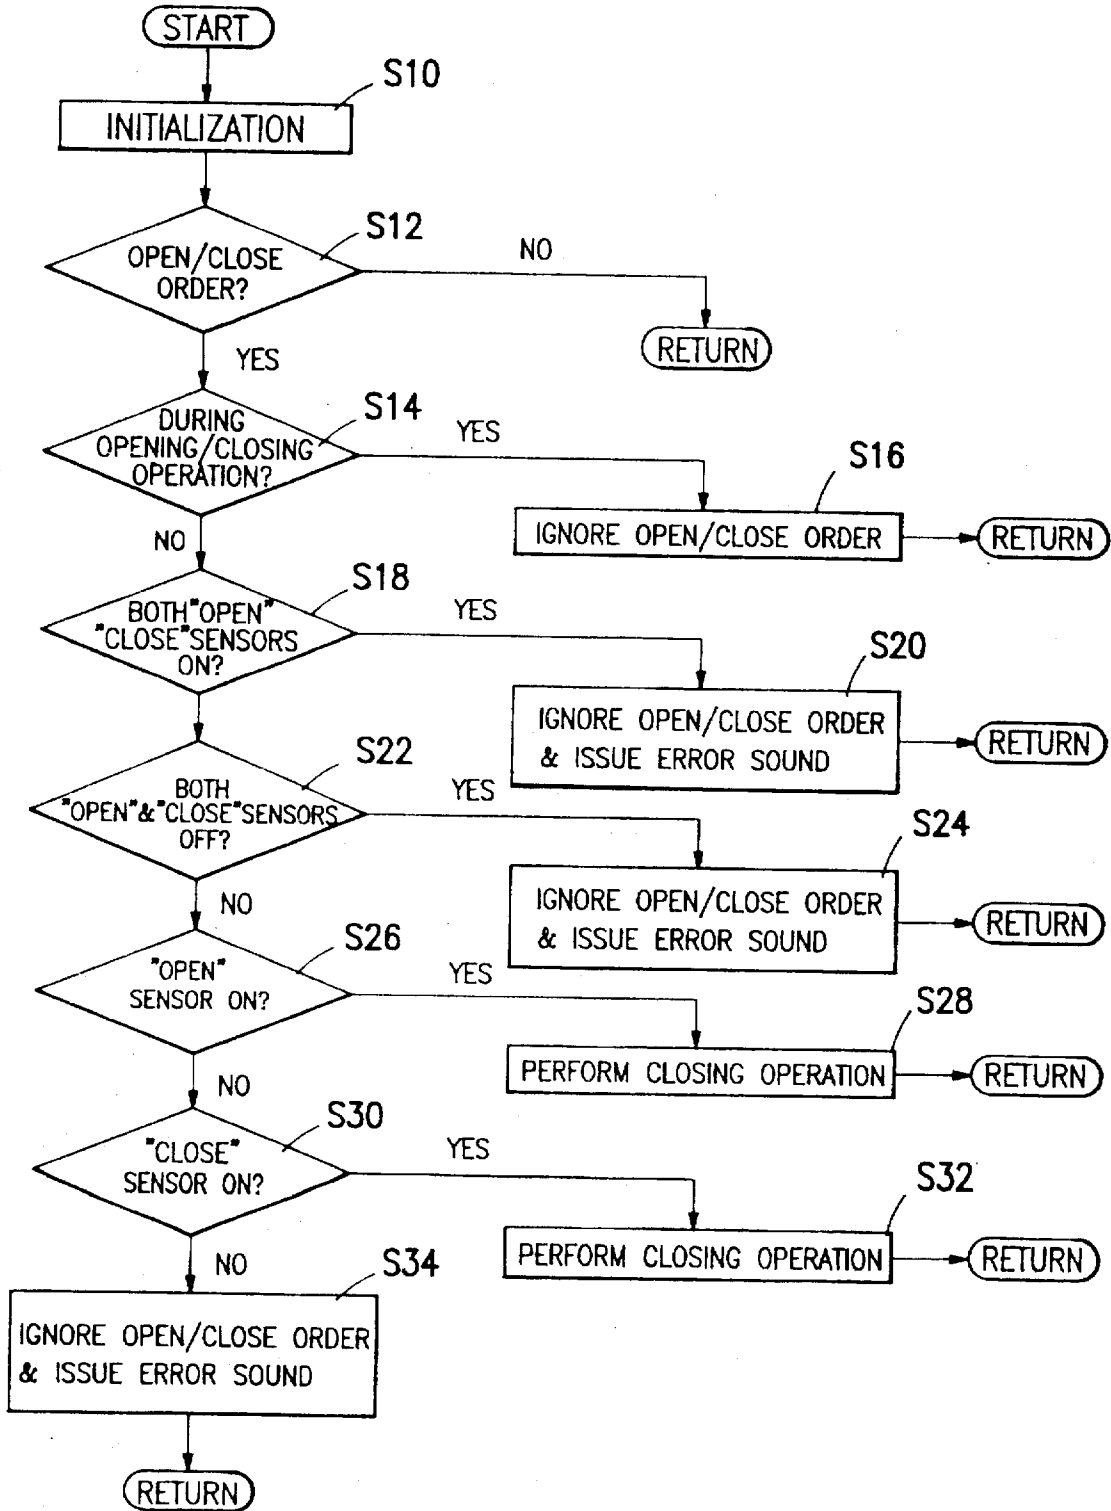 START
S10
INITIALIZATION
S12
OPEN/CLOSE
ORDER?
NO
RETURN
YES
S14
DURING
OPENING/CLOSING
OPERATION?
YES
S16
IGNORE OPEN/CLOSE ORDER
RETURN
NO
S18
BOTH "OPEN"
"CLOSE" SENSORS
ON?
YES
S20
IGNORE OPEN/CLOSE ORDER
& ISSUE ERROR SOUND
RETURN
S22
BOTH
"OPEN" & "CLOSE" SENSORS
OFF?
YES
S24
IGNORE OPEN/CLOSE ORDER
& ISSUE ERROR SOUND
RETURN
NO
S26
"OPEN"
SENSOR ON?
YES
S28
PERFORM CLOSING OPERATION
RETURN
NO
S30
"CLOSE"
SENSOR ON?
YES
S32
PERFORM CLOSING OPERATION
RETURN
NO
S34
IGNORE OPEN/CLOSE ORDER
& ISSUE ERROR SOUND
RETURN